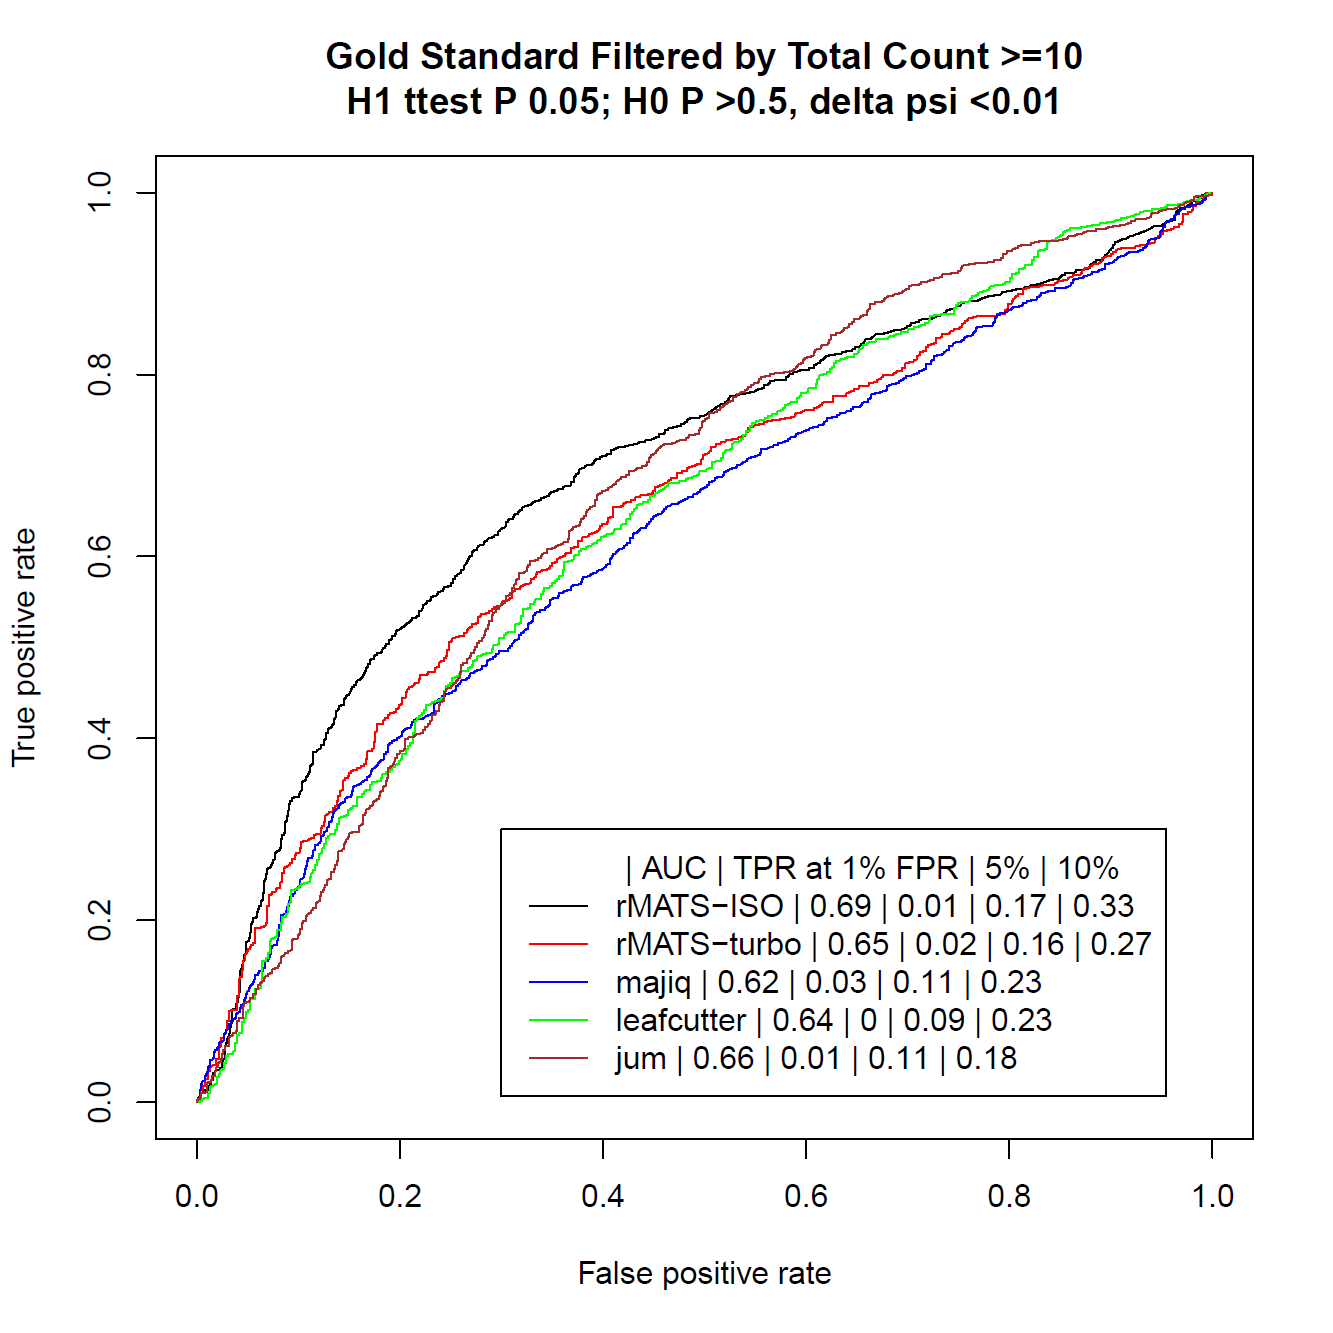 Gold Standard Filtered by Total Count >=10
H1 ttest P 0.05; H0 P >0.5, delta psi <0.01
True positive rate
1.0
0.8
0.6
0.4
0.2
0.0
| AUC | TPR at 1% FPR | 5% | 10%
rMATS−ISO | 0.69 | 0.01 | 0.17 | 0.33
rMATS−turbo | 0.65 | 0.02 | 0.16 | 0.27
majiq | 0.62 | 0.03 | 0.11 | 0.23
leafcutter | 0.64 | 0 | 0.09 | 0.23
jum | 0.66 | 0.01 | 0.11 | 0.18
0.0 0.2 0.4 0.6 0.8 1.0
False positive rate